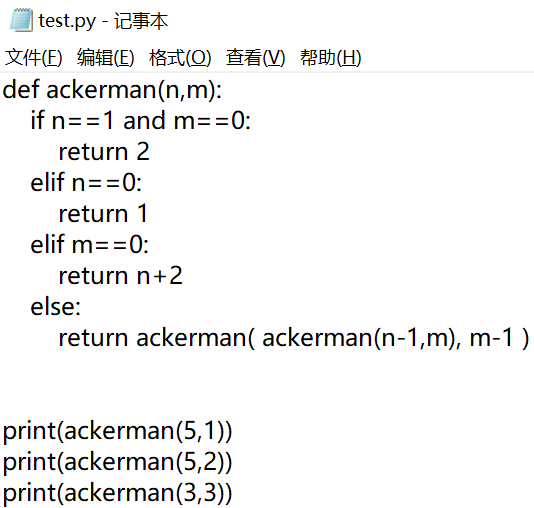 test.py - 记事本
文件(F) 编辑(E) 格式(O) 查看(V) 帮助(H)
def ackerman(n,m):
    if n==1 and m==0:
        return 2
    elif n==0:
        return 1
    elif m==0:
        return n+2
    else:
        return ackerman( ackerman(n-1,m), m-1 )
print(ackerman(5,1))
print(ackerman(5,2))
print(ackerman(3,3))